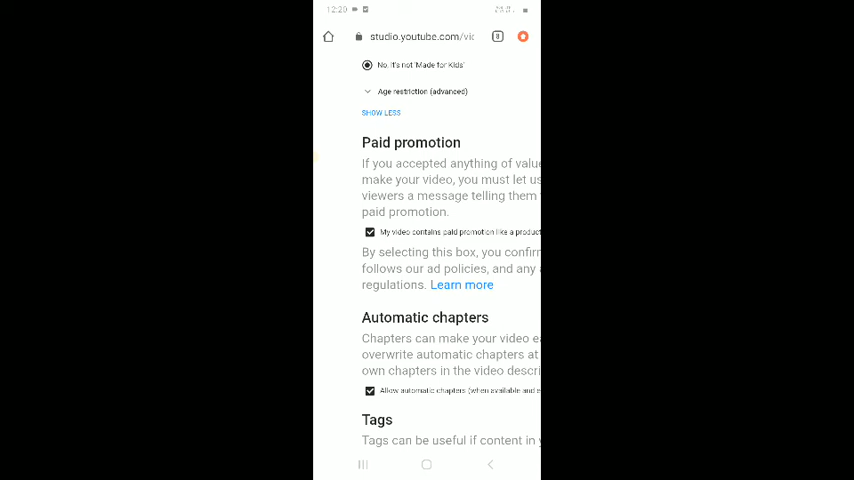 12:20
studio.youtube.com/vic
8
No, it's not 'Made for Kids'
Age restriction (advanced)
SHOW LESS
Paid promotion
If you accepted anything of value
make your video, you must let us
viewers a message telling them
paid promotion.
My video contains paid promotion like a product
By selecting this box, you confirm
follows our ad policies, and any
regulations. Learn more
Automatic chapters
Chapters can make your video ea
overwrite automatic chapters at
own chapters in the video descri
Allow automatic chapters (when available and e
Tags
Tags can be useful if content in y